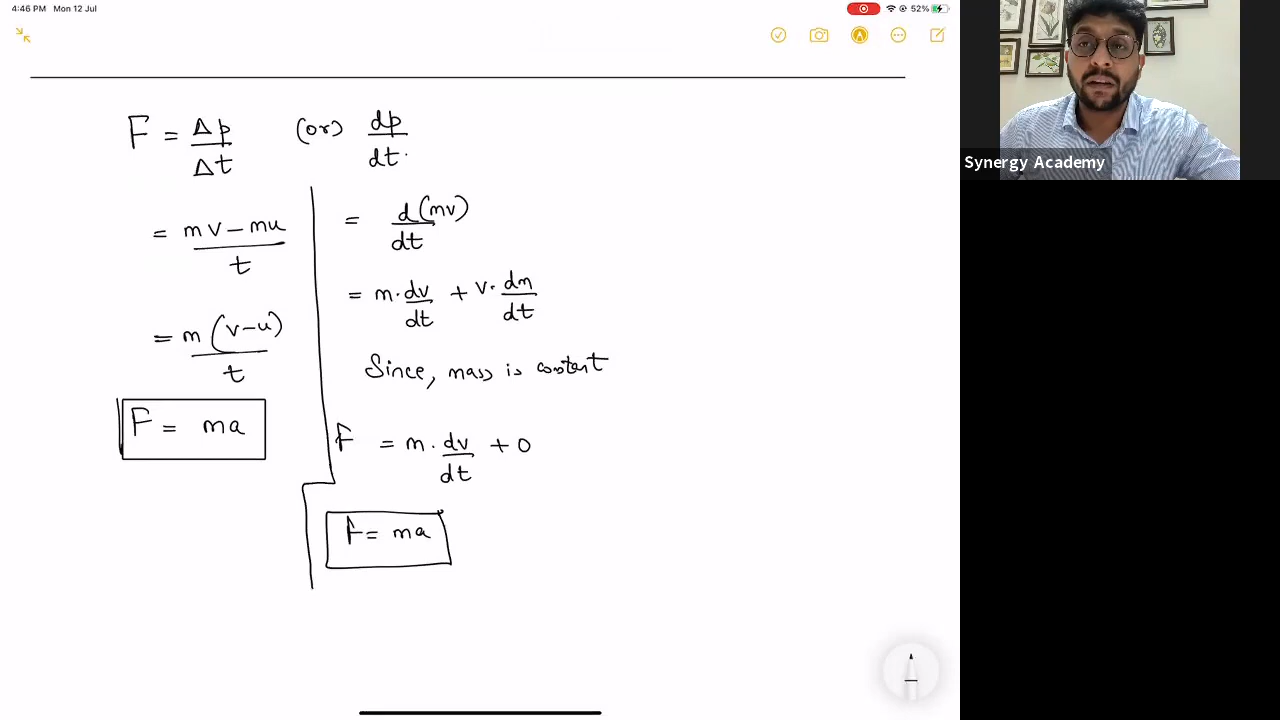 4:46 PM Mon 12 Jul
52%
F = Δp/Δt (or) dp/dt.
= mv – mu/t
= m (v–u)/t
F = ma
= d(mv)/dt
= m · dv/dt + v · dm/dt
Since, mass is constant
F = m · dv/dt + 0
F = ma
Synergy Academy